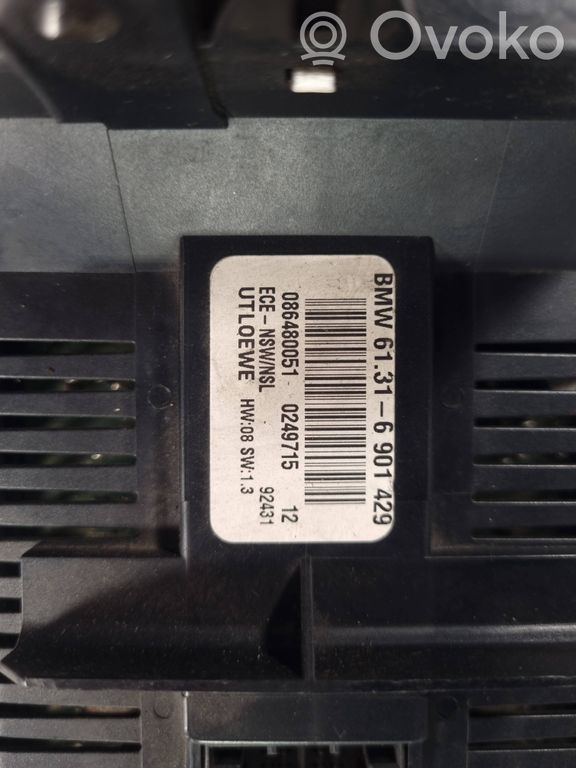 Ovoko
BMW 61.31-6 901 429
086480051 0249715 12
ECE-NSW/NSL 92431
UTLOEWE HW:08 SW:1.3